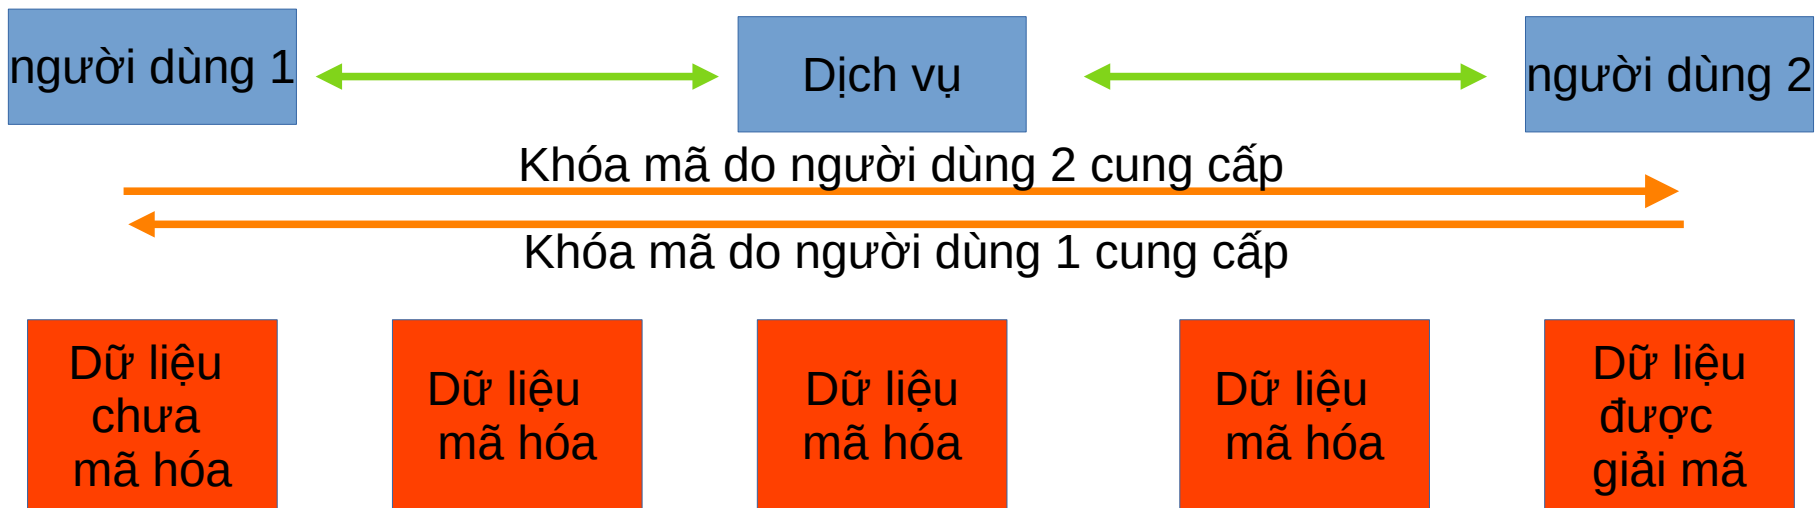 người dùng 1
Dịch vụ
người dùng 2
Khóa mã do người dùng 2 cung cấp
Khóa mã do người dùng 1 cung cấp
Dữ liệu
chưa
mã hóa
Dữ liệu
mã hóa
Dữ liệu
mã hóa
Dữ liệu
mã hóa
Dữ liệu
được
giải mã